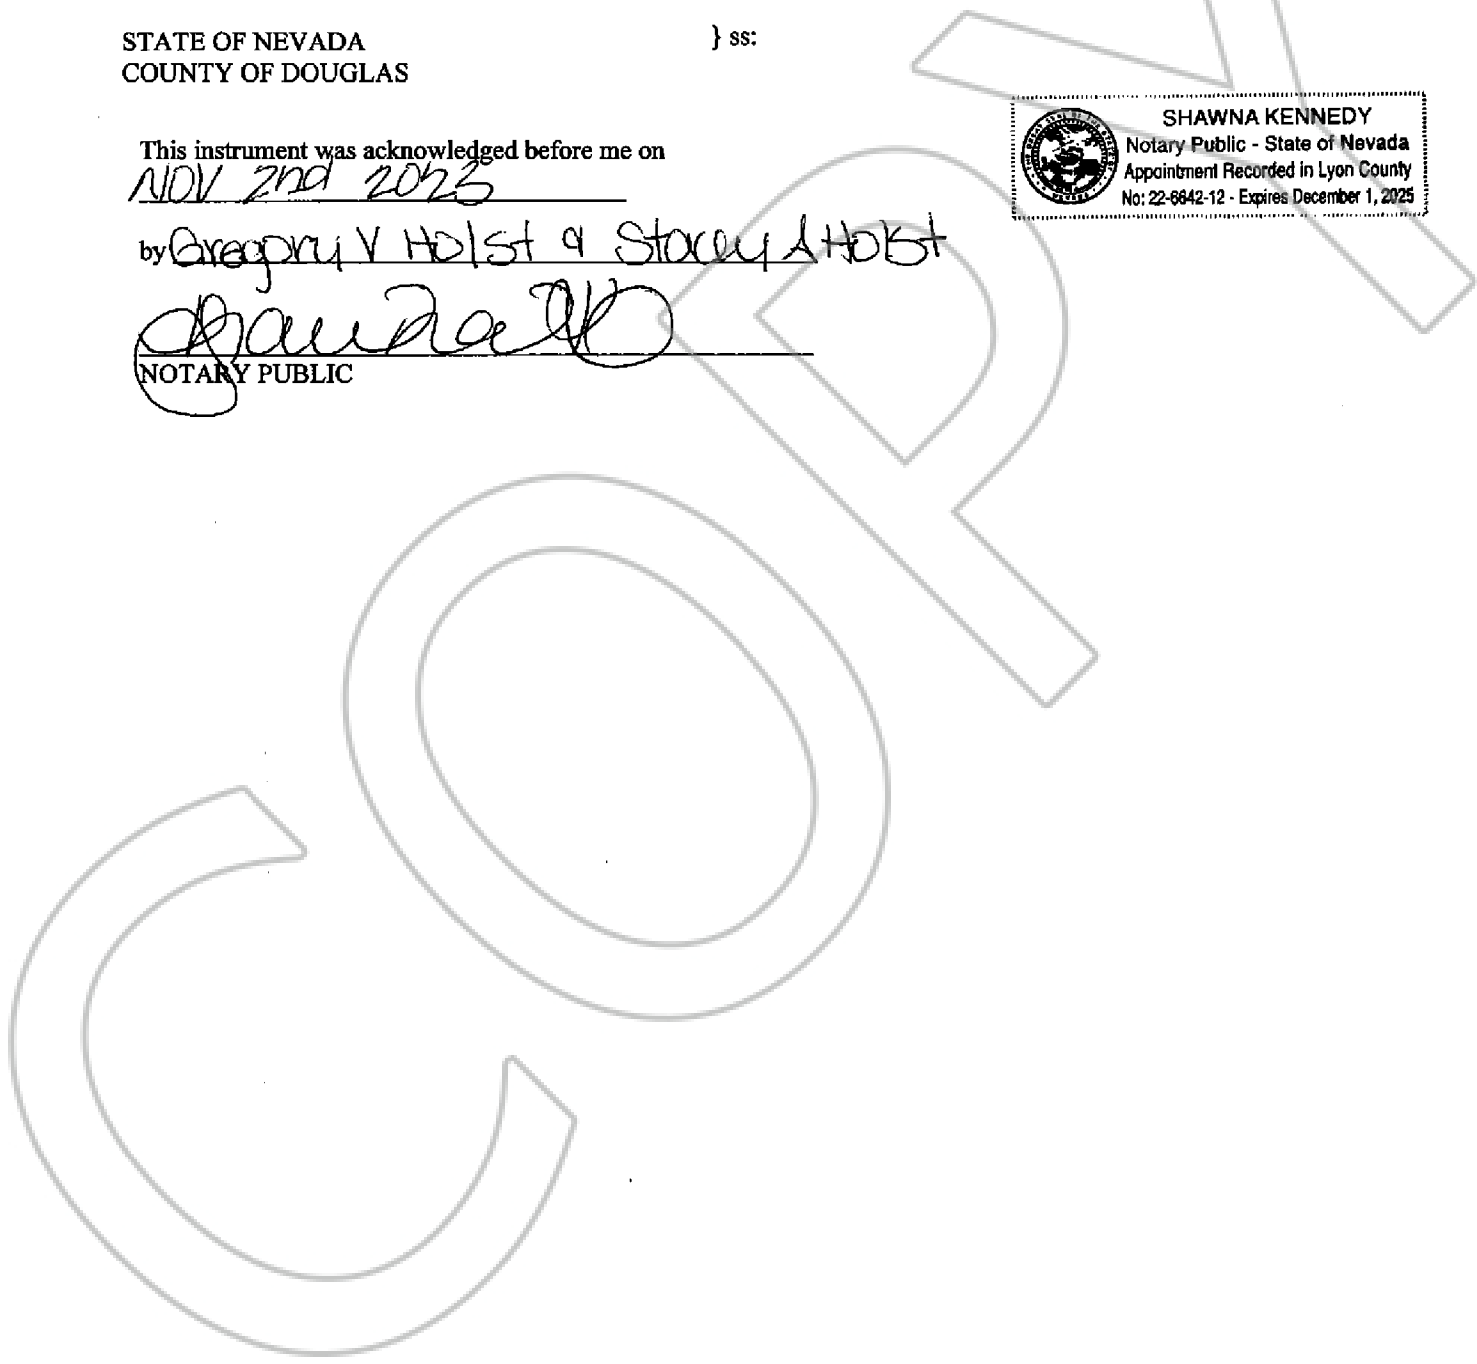 STATE OF NEVADA } ss:
COUNTY OF DOUGLAS
SHAWNA KENNEDY
Notary Public - State of Nevada
Appointment Recorded in Lyon County
No: 22-6642-12 - Expires December 1, 2025
This instrument was acknowledged before me on
NOV 2nd 2023
by Gregory V Holst & Stacey A Holst
NOTARY PUBLIC
COPY